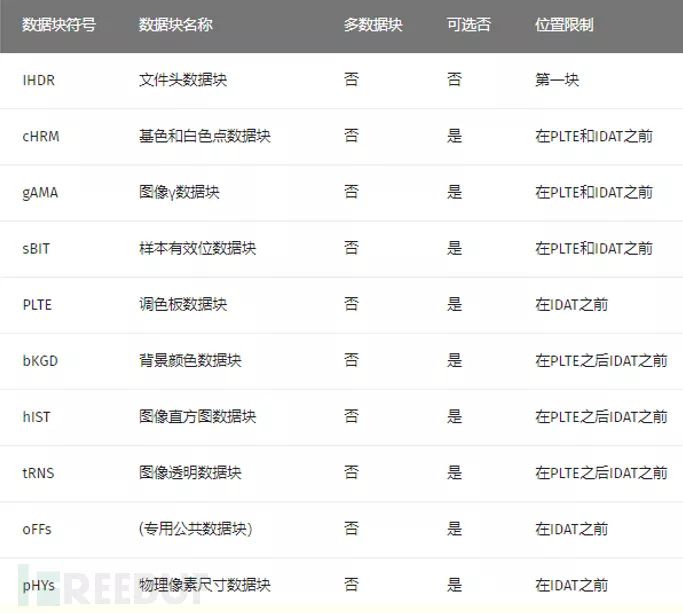 数据块符号 数据块名称 多数据块 可选否 位置限制
IHDR 文件头数据块 否 否 第一块
cHRM 基色和白色点数据块 否 是 在PLTE和IDAT之前
gAMA 图像γ数据块 否 是 在PLTE和IDAT之前
sBIT 样本有效位数据块 否 是 在PLTE和IDAT之前
PLTE 调色板数据块 否 是 在IDAT之前
bKGD 背景颜色数据块 否 是 在PLTE之后IDAT之前
hIST 图像直方图数据块 否 是 在PLTE之后IDAT之前
tRNS 图像透明数据块 否 是 在PLTE之后IDAT之前
oFFs (专用公共数据块) 否 是 在IDAT之前
pHYs 物理像素尺寸数据块 否 是 在IDAT之前
FREEBUF